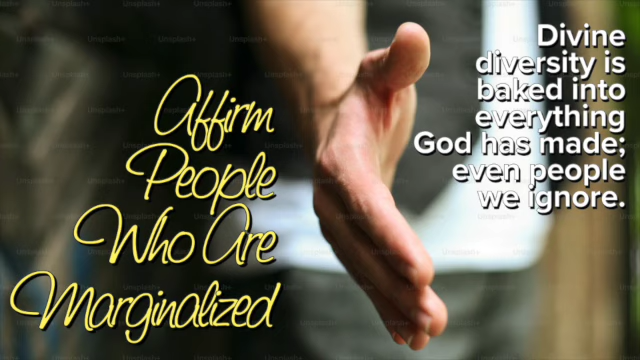 Affirm
People
Who Are
Marginalized
Divine
diversity is
baked into
everything
God has made;
even people
we ignore.